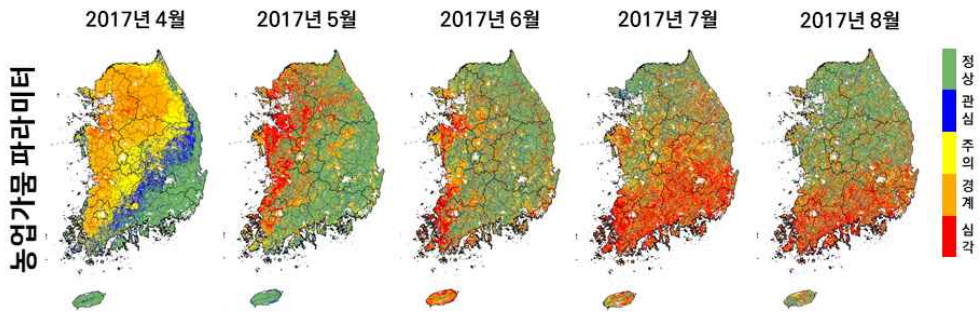 2017년 4월
2017년 5월
2017년 6월
2017년 7월
2017년 8월
농업가뭄 파라미터
정상
관심
주의
경계
심각